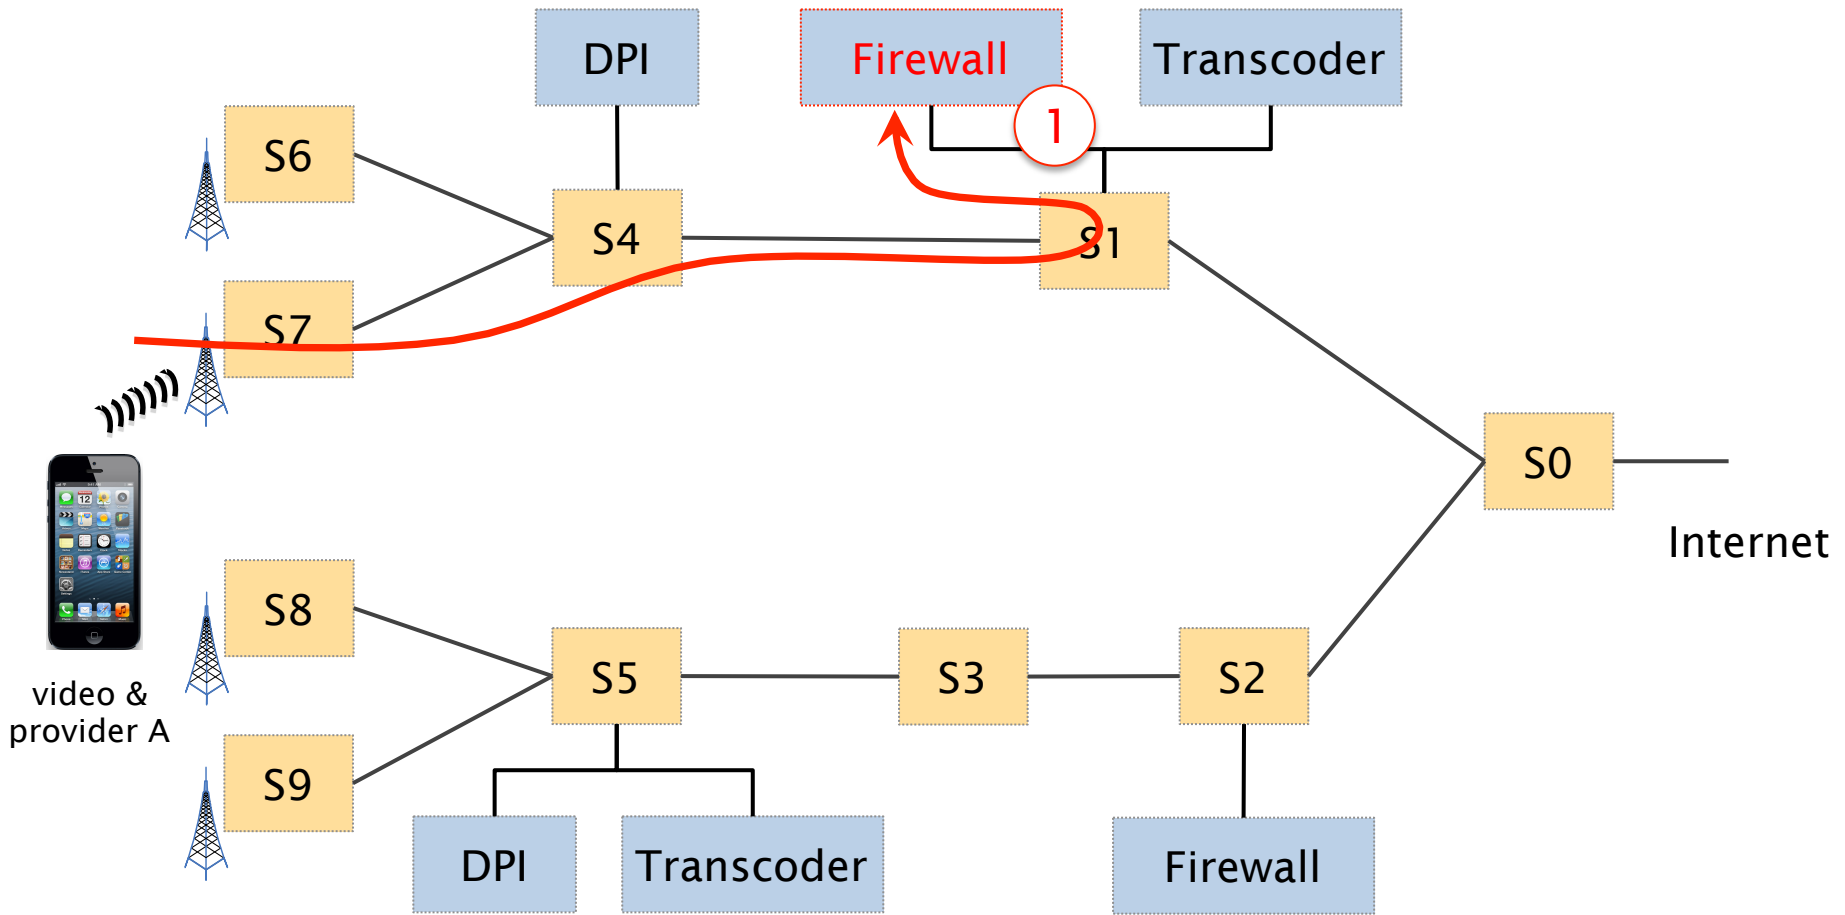 DPI
Firewall
Transcoder
1
S6
S4
S1
S7
S0
Internet
S8
S5
S3
S2
video &
provider A
S9
DPI
Transcoder
Firewall